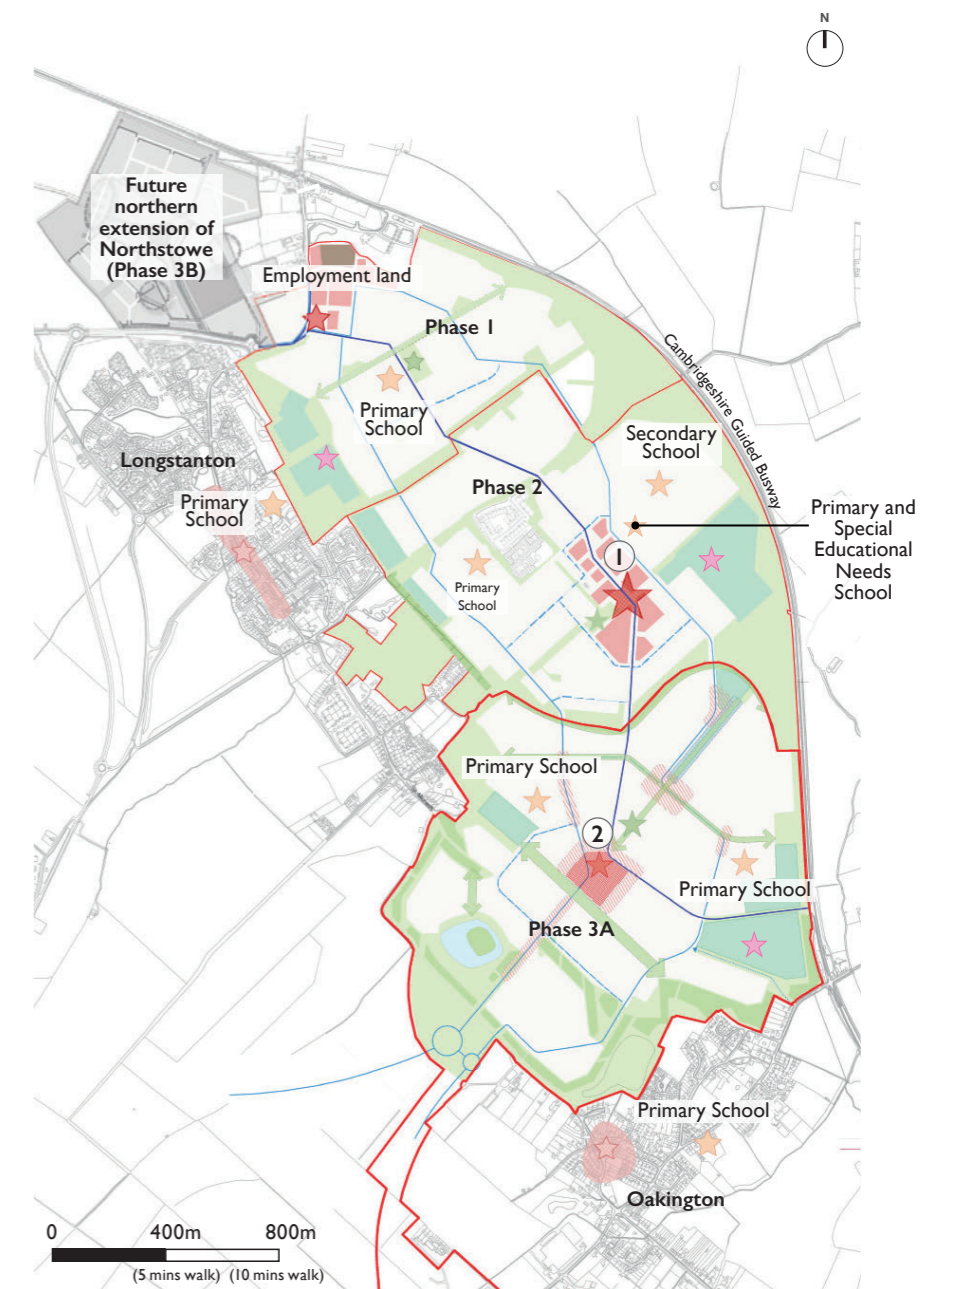 N
Future
northern
extension of
Northstowe
(Phase 3B)
Employment land
Phase 1
Cambridgeshire Guided Busway
Primary
School
Secondary
School
Longstanton
Phase 2
Primary
School
Primary and
Special
Educational
Needs
School
1
Primary
School
Primary School
2
Primary School
Phase 3A
Primary School
Oakington
0 400m 800m
(5 mins walk) (10 mins walk)